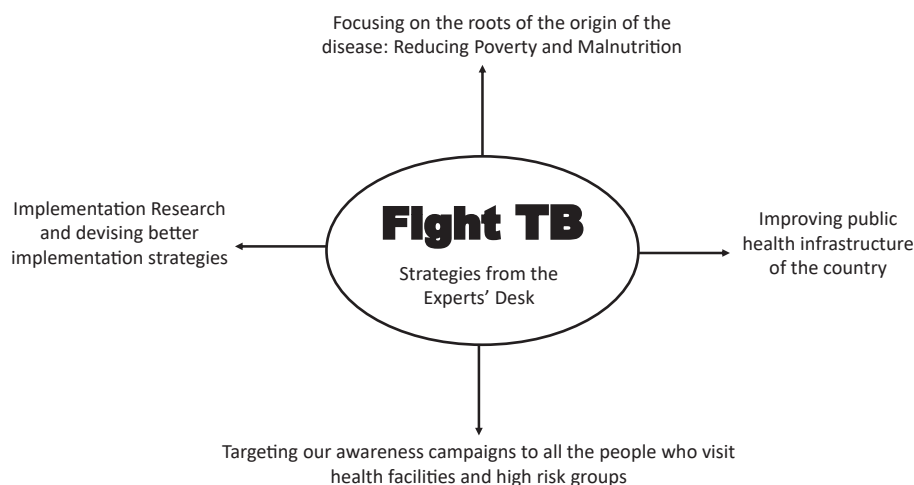 Focusing on the roots of the origin of the
disease: Reducing Poverty and Malnutrition
Implementation Research
and devising better
implementation strategies
Fight TB
Strategies from the
Experts’ Desk
Improving public
health infrastructure
of the country
Targeting our awareness campaigns to all the people who visit
health facilities and high risk groups